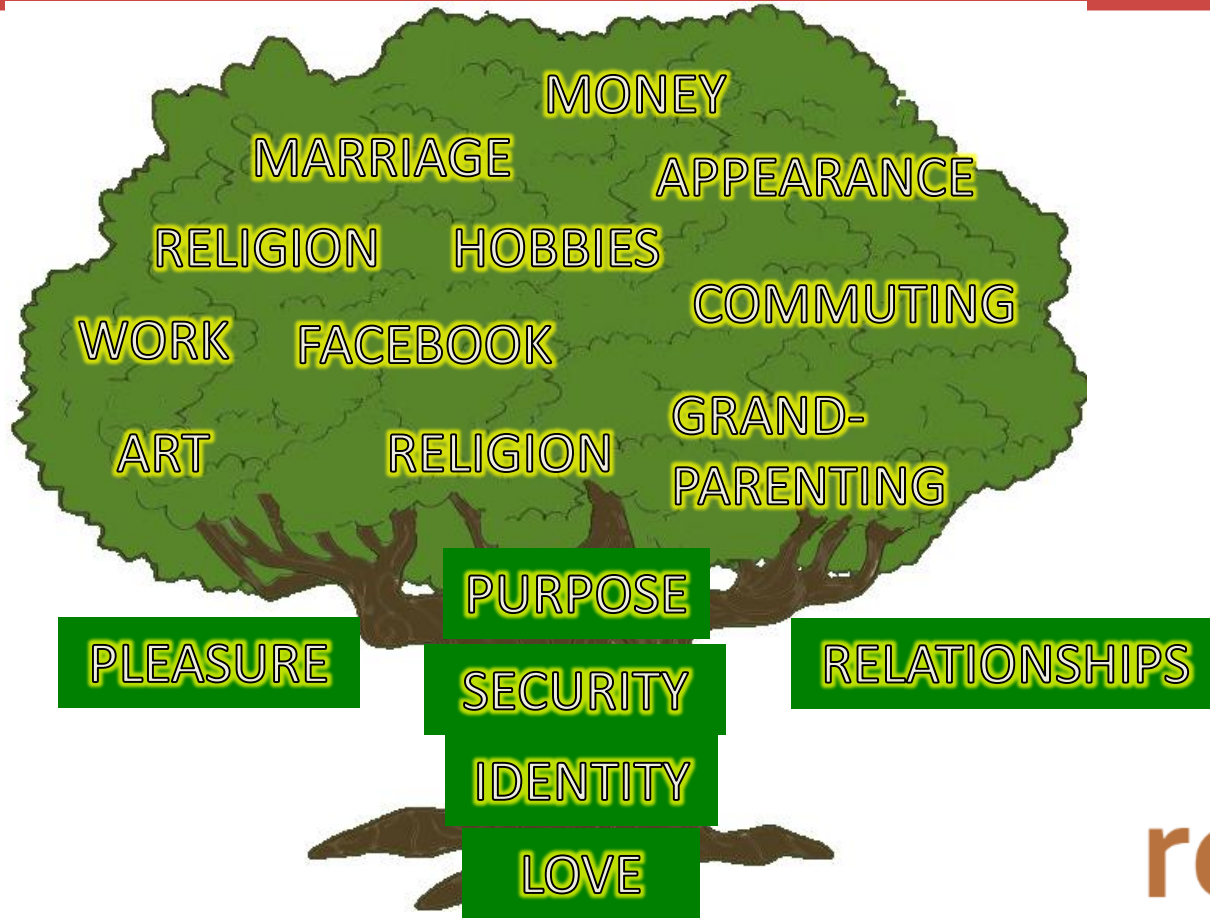 MONEY
MARRIAGE
APPEARANCE
RELIGION
HOBBIES
COMMUTING
WORK
FACEBOOK
GRAND-
PARENTING
ART
RELIGION
PURPOSE
PLEASURE
SECURITY
RELATIONSHIPS
IDENTITY
LOVE